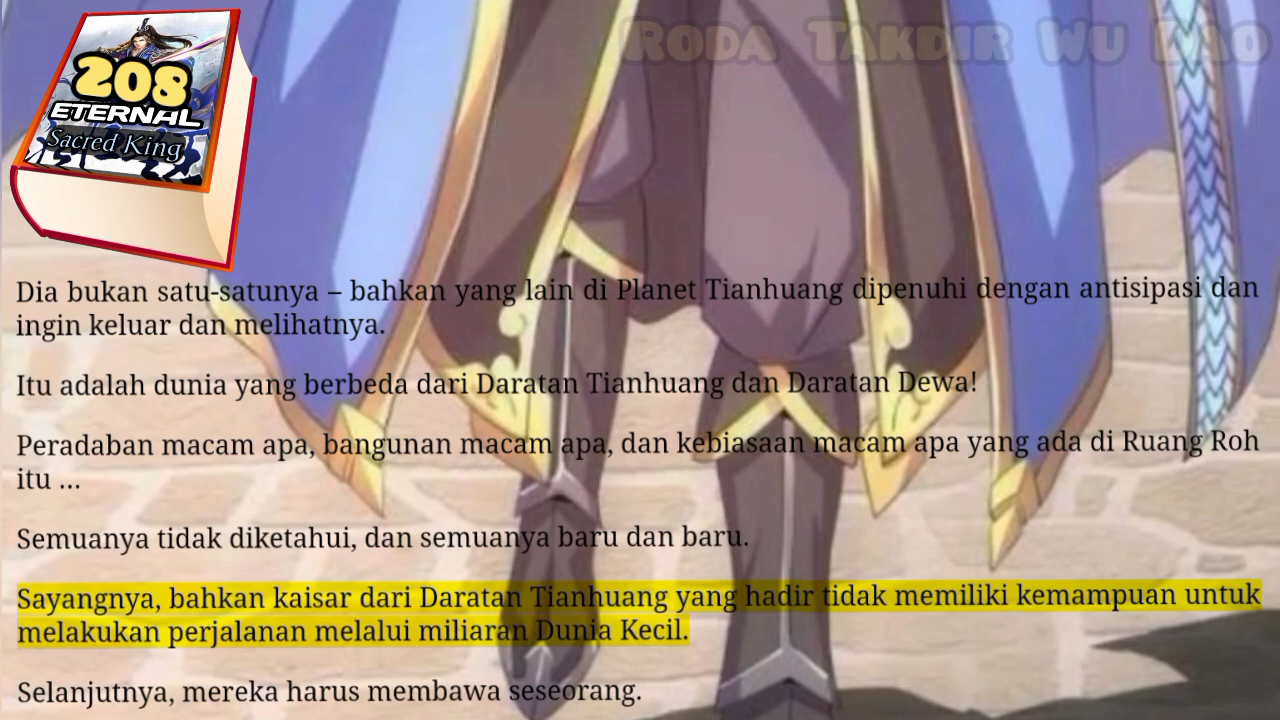 Roda Takdir Wu Dao
208
ETERNAL
Sacred King
Dia bukan satu-satunya – bahkan yang lain di Planet Tianhuang dipenuhi dengan antisipasi dan
ingin keluar dan melihatnya.
Itu adalah dunia yang berbeda dari Daratan Tianhuang dan Daratan Dewa!
Peradaban macam apa, bangunan macam apa, dan kebiasaan macam apa yang ada di Ruang Roh
itu ...
Semuanya tidak diketahui, dan semuanya baru dan baru.
Sayangnya, bahkan kaisar dari Daratan Tianhuang yang hadir tidak memiliki kemampuan untuk
melakukan perjalanan melalui miliaran Dunia Kecil.
Selanjutnya, mereka harus membawa seseorang.